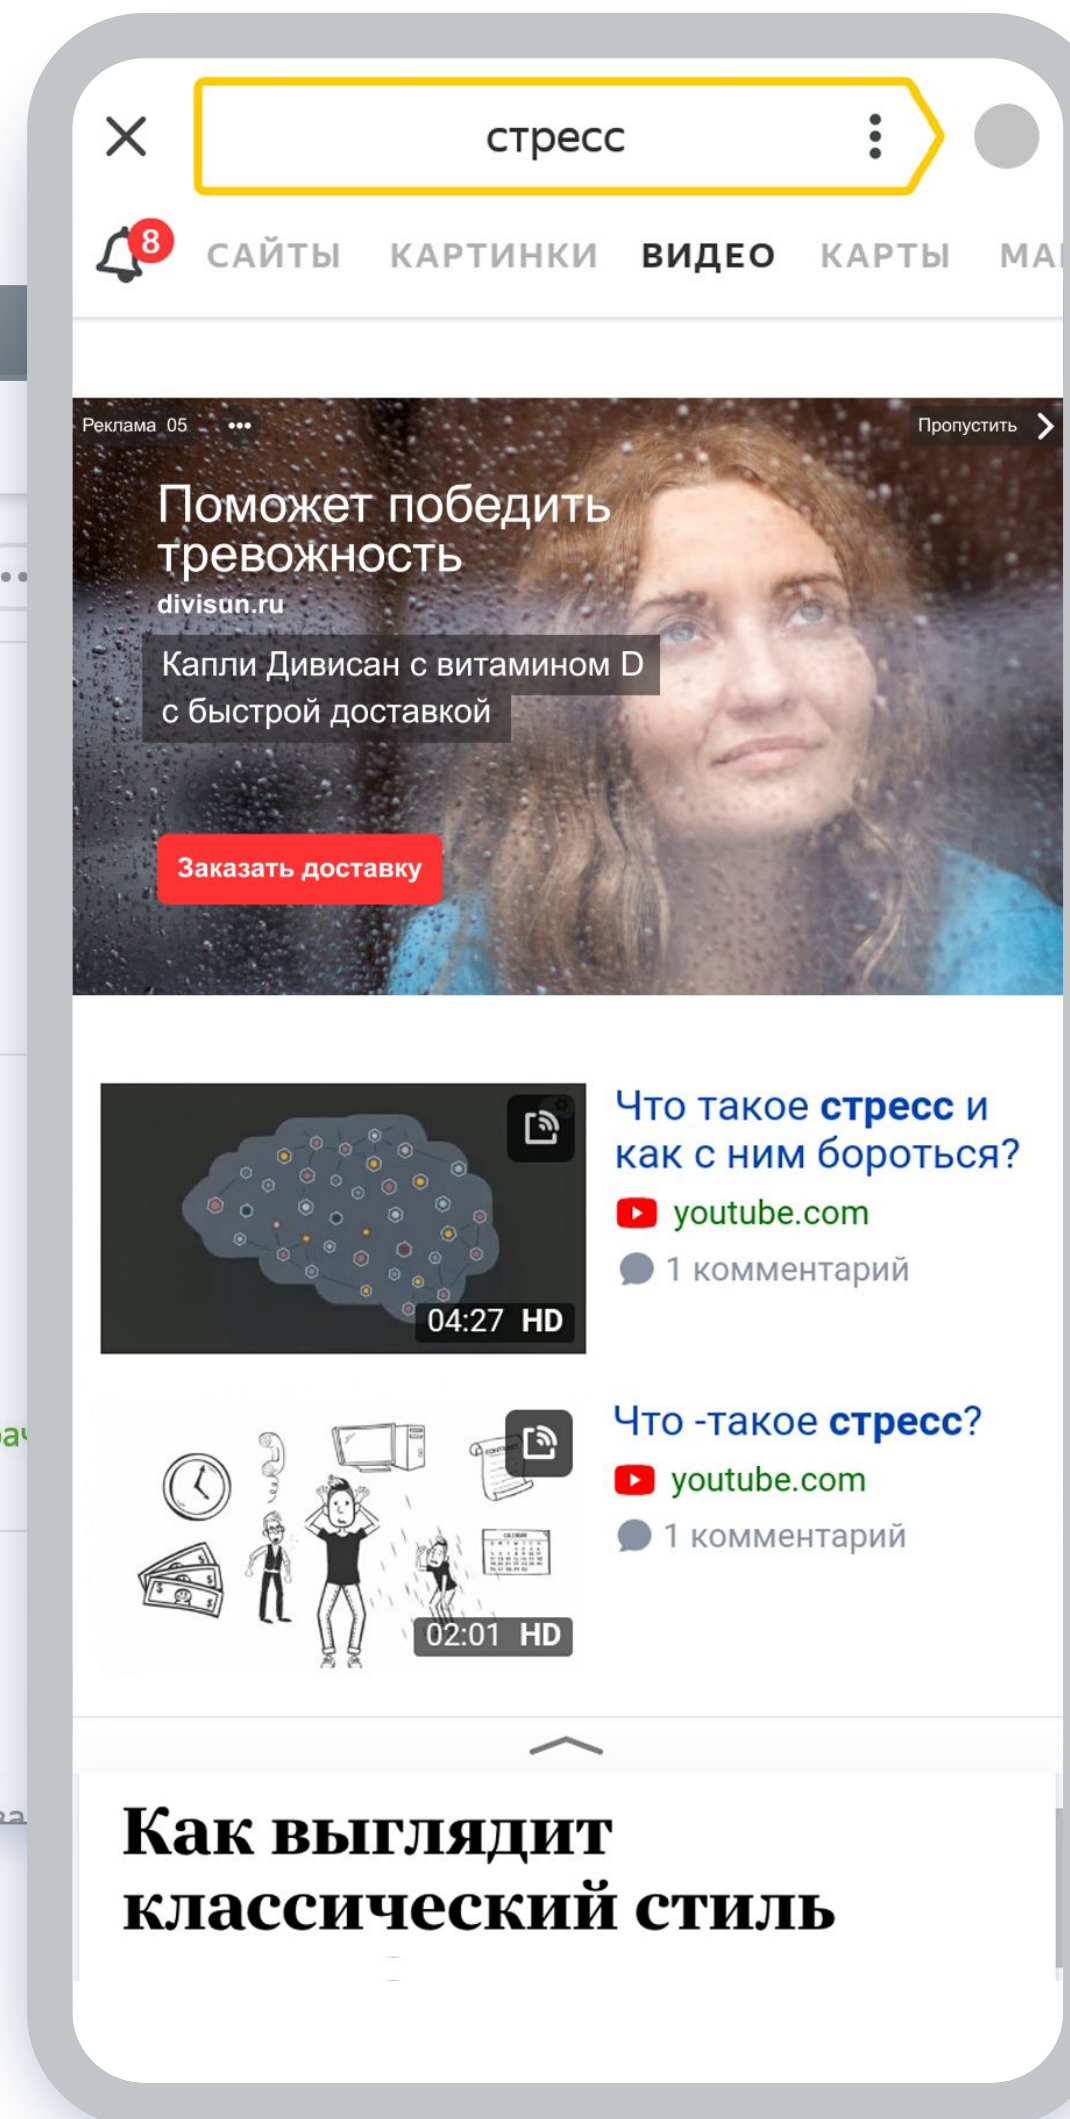 стресс
8
САЙТЫ КАРТИНКИ ВИДЕО КАРТЫ МА
Реклама 05
Пропустить
Поможет победить
тревожность
divisun.ru
Капли Дивисан с витамином D
с быстрой доставкой
Заказать доставку
Что такое стресс и
как с ним бороться?
youtube.com
1 комментарий
04:27 HD
Что -такое стресс?
youtube.com
1 комментарий
02:01 HD
Как выглядит
классический стиль